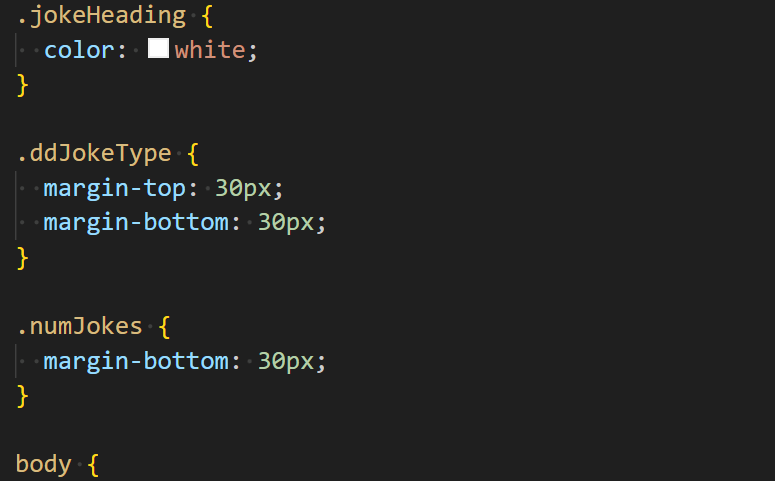 .jokeHeading {
  color: white;
}

.ddJokeType {
  margin-top: 30px;
  margin-bottom: 30px;
}

.numJokes {
  margin-bottom: 30px;
}

body {